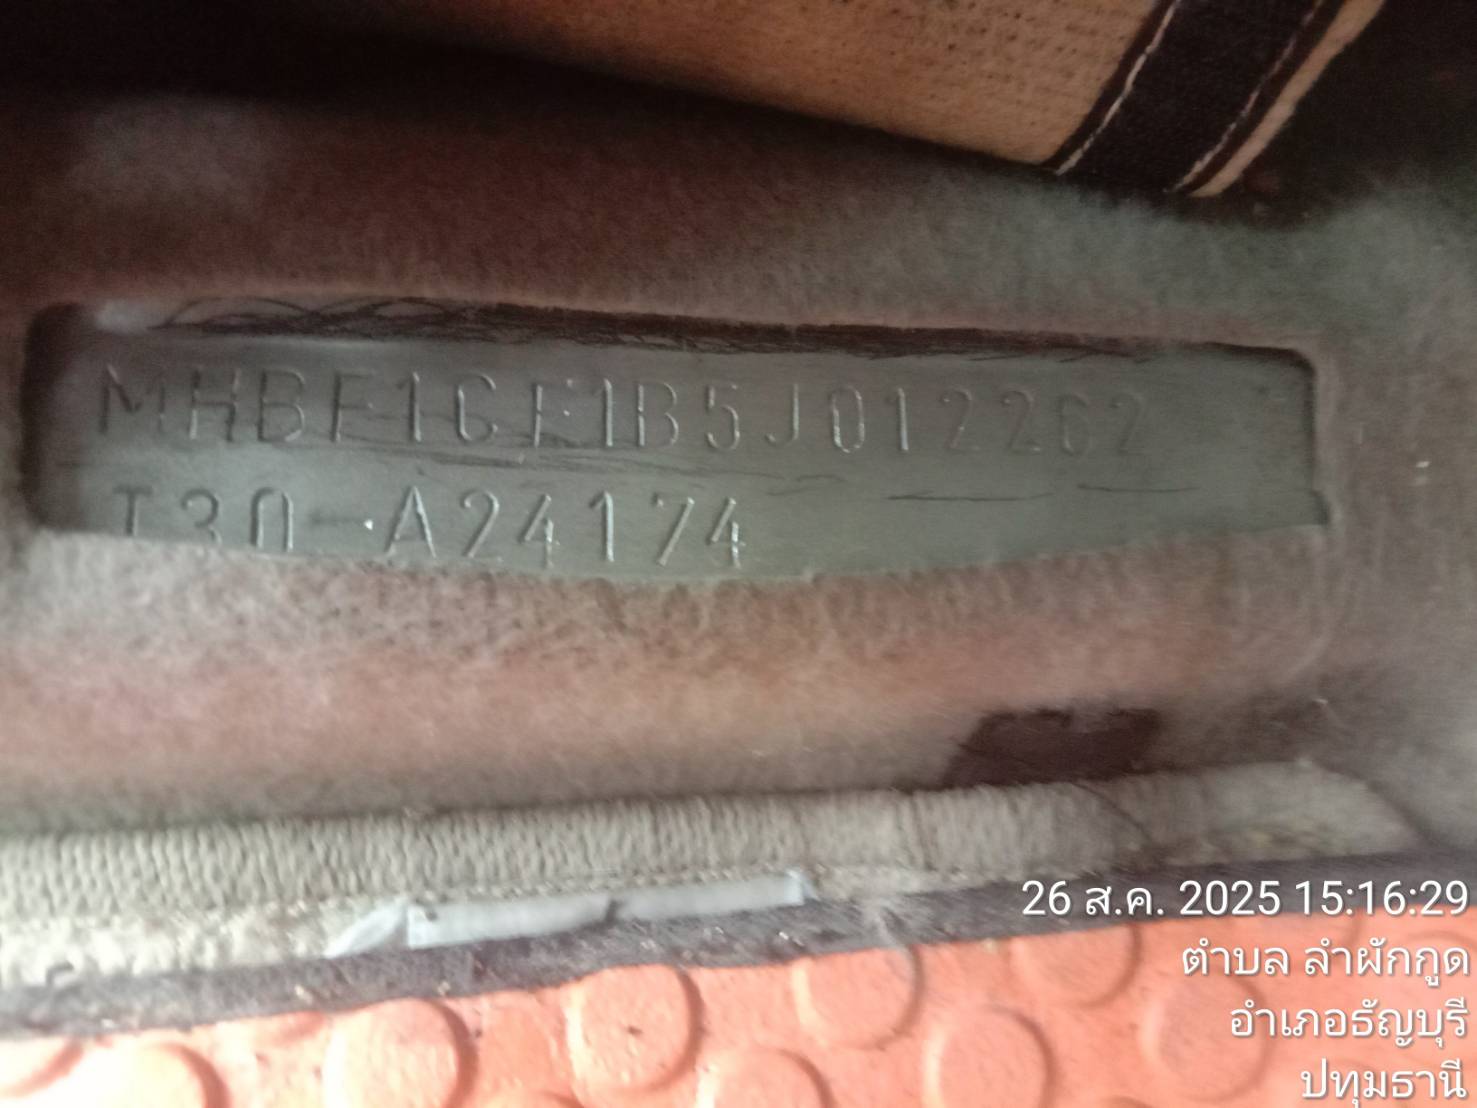 MHBF1CF1B5J012262
T30-A24174
26 ส.ค. 2025 15:16:29
ตำบล ลำผักกูด
อำเภอธัญบุรี
ปทุมธานี